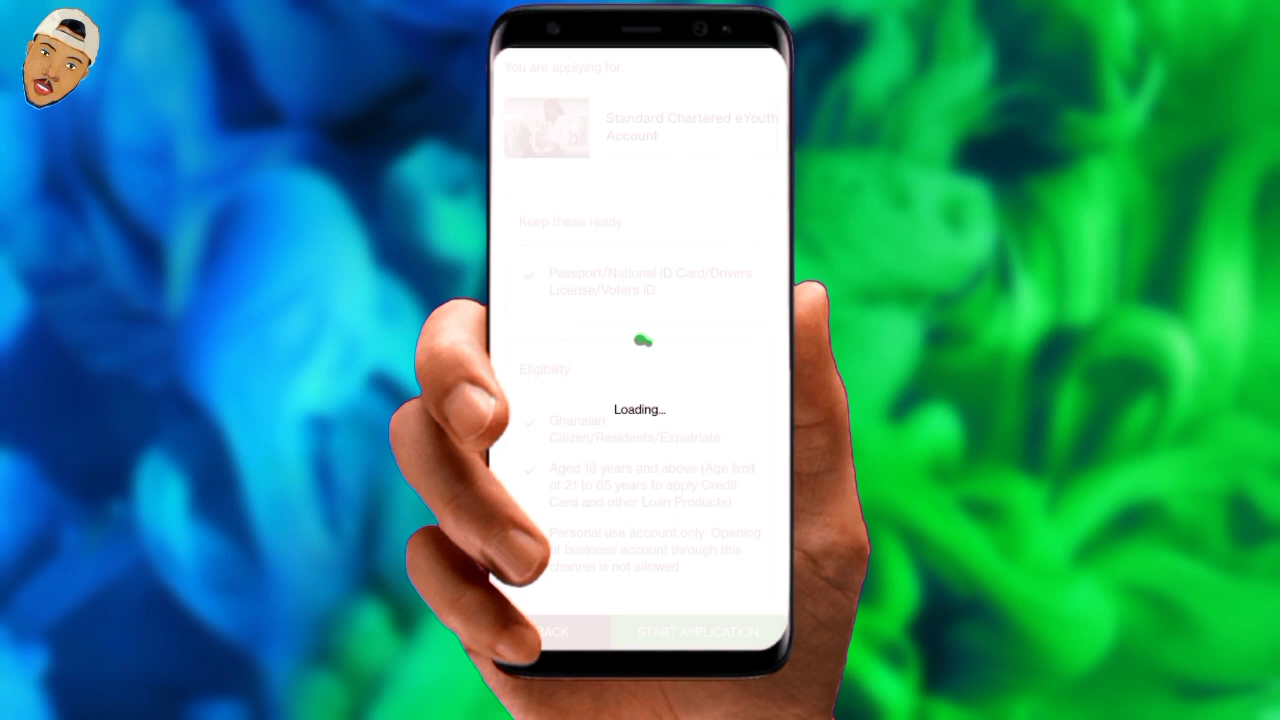 You are applying for
Standard Chartered eYouth
Account
Keep these ready
Passport/National ID Card/Drivers
License/Voters ID
Eligibility
Loading...
Ghanaian
Citizen/Residents/Expatriate
Aged 18 years and above (Age limit
of 21 to 65 years to apply Credit
Card and other Loan Products)
Personal use account only: Opening
of business account through this
channel is not allowed
BACK
START APPLICATION